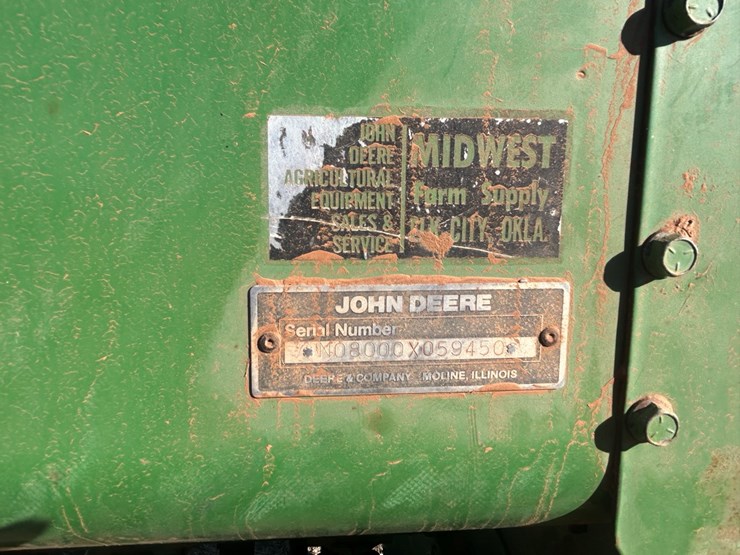 JOHN
DEERE
AGRICULTURAL
EQUIPMENT
SALES &
SERVICE
MIDWEST
Farm Supply
ELK CITY, OKLA.
JOHN DEERE
Serial Number
*N08000X059450*
DEERE & COMPANY MOLINE, ILLINOIS